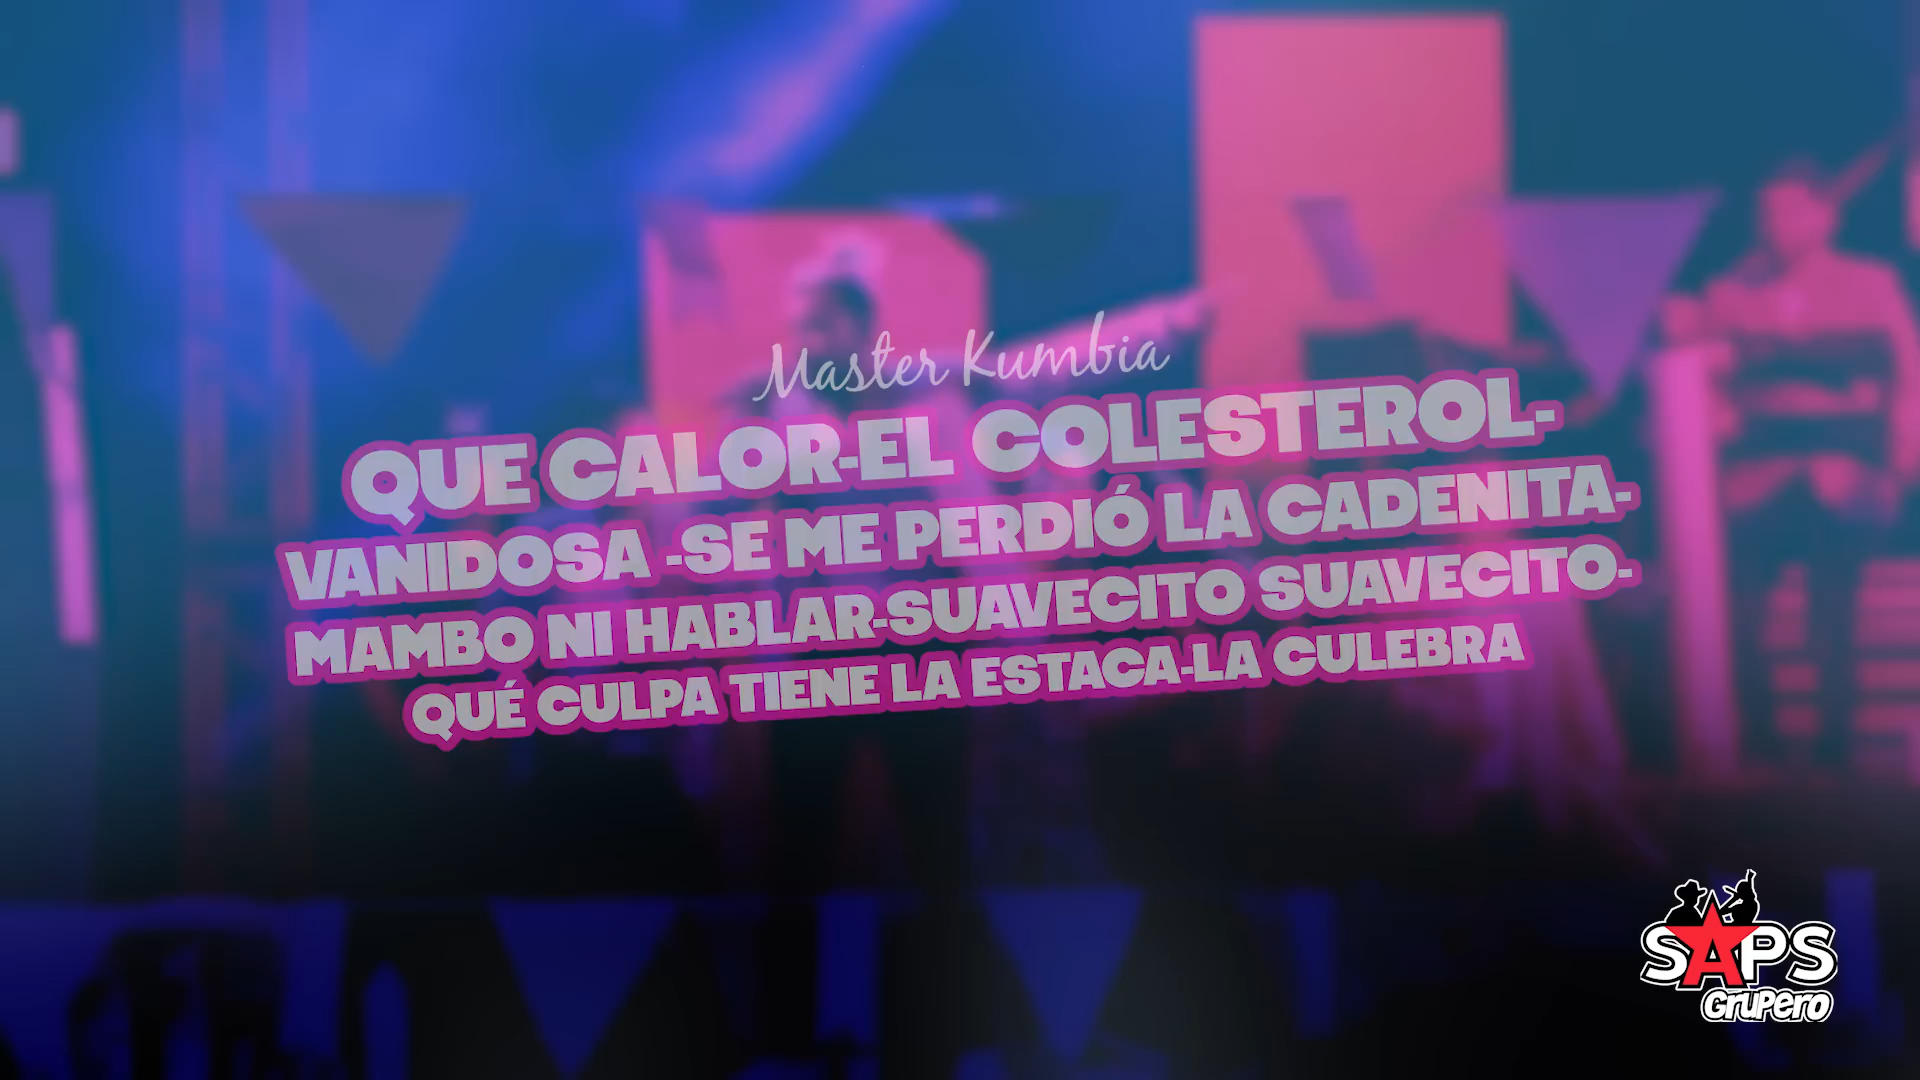 Master Kumbia
QUE CALOR-EL COLESTEROL-
VANIDOSA -SE ME PERDIÓ LA CADENITA-
MAMBO NI HABLAR-SUAVECITO SUAVECITO-
QUÉ CULPA TIENE LA ESTACA-LA CULEBRA
SAPS
GRUPERO